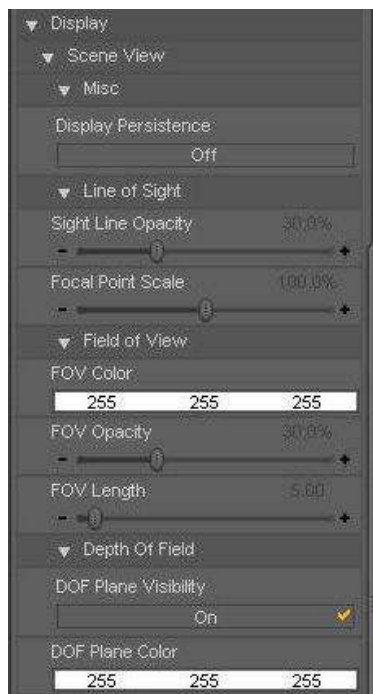 Display
Scene View
Misc
Display Persistence
Off
Line of Sight
Sight Line Opacity 30.0%
Focal Point Scale 100.0%
Field of View
FOV Color
255 255 255
FOV Opacity 30.0%
FOV Length 5.00
Depth Of Field
DOF Plane Visibility
On
DOF Plane Color
255 255 255